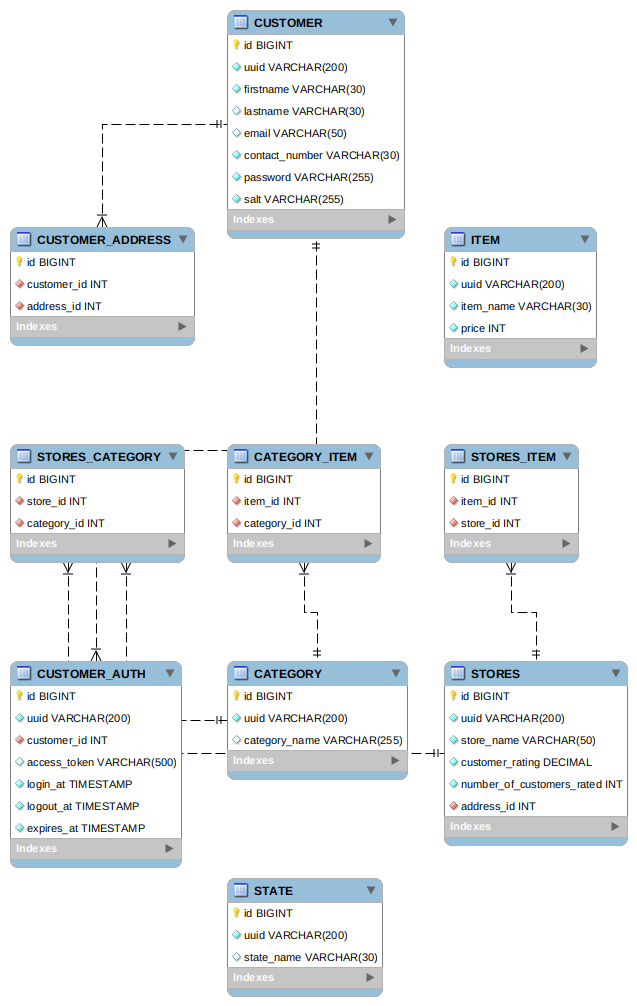 CUSTOMER
id BIGINT
uuid VARCHAR(200)
firstname VARCHAR(30)
lastname VARCHAR(30)
email VARCHAR(50)
contact_number VARCHAR(30)
password VARCHAR(255)
salt VARCHAR(255)
Indexes
CUSTOMER_ADDRESS
id BIGINT
customer_id INT
address_id INT
Indexes
ITEM
id BIGINT
uuid VARCHAR(200)
item_name VARCHAR(30)
price INT
Indexes
STORES_CATEGORY
id BIGINT
store_id INT
category_id INT
Indexes
CATEGORY_ITEM
id BIGINT
item_id INT
category_id INT
Indexes
STORES_ITEM
id BIGINT
item_id INT
store_id INT
Indexes
CUSTOMER_AUTH
id BIGINT
uuid VARCHAR(200)
customer_id INT
access_token VARCHAR(500)
login_at TIMESTAMP
logout_at TIMESTAMP
expires_at TIMESTAMP
Indexes
CATEGORY
id BIGINT
uuid VARCHAR(200)
category_name VARCHAR(255)
Indexes
STORES
id BIGINT
uuid VARCHAR(200)
store_name VARCHAR(50)
customer_rating DECIMAL
number_of_customers_rated INT
address_id INT
Indexes
STATE
id BIGINT
uuid VARCHAR(200)
state_name VARCHAR(30)
Indexes